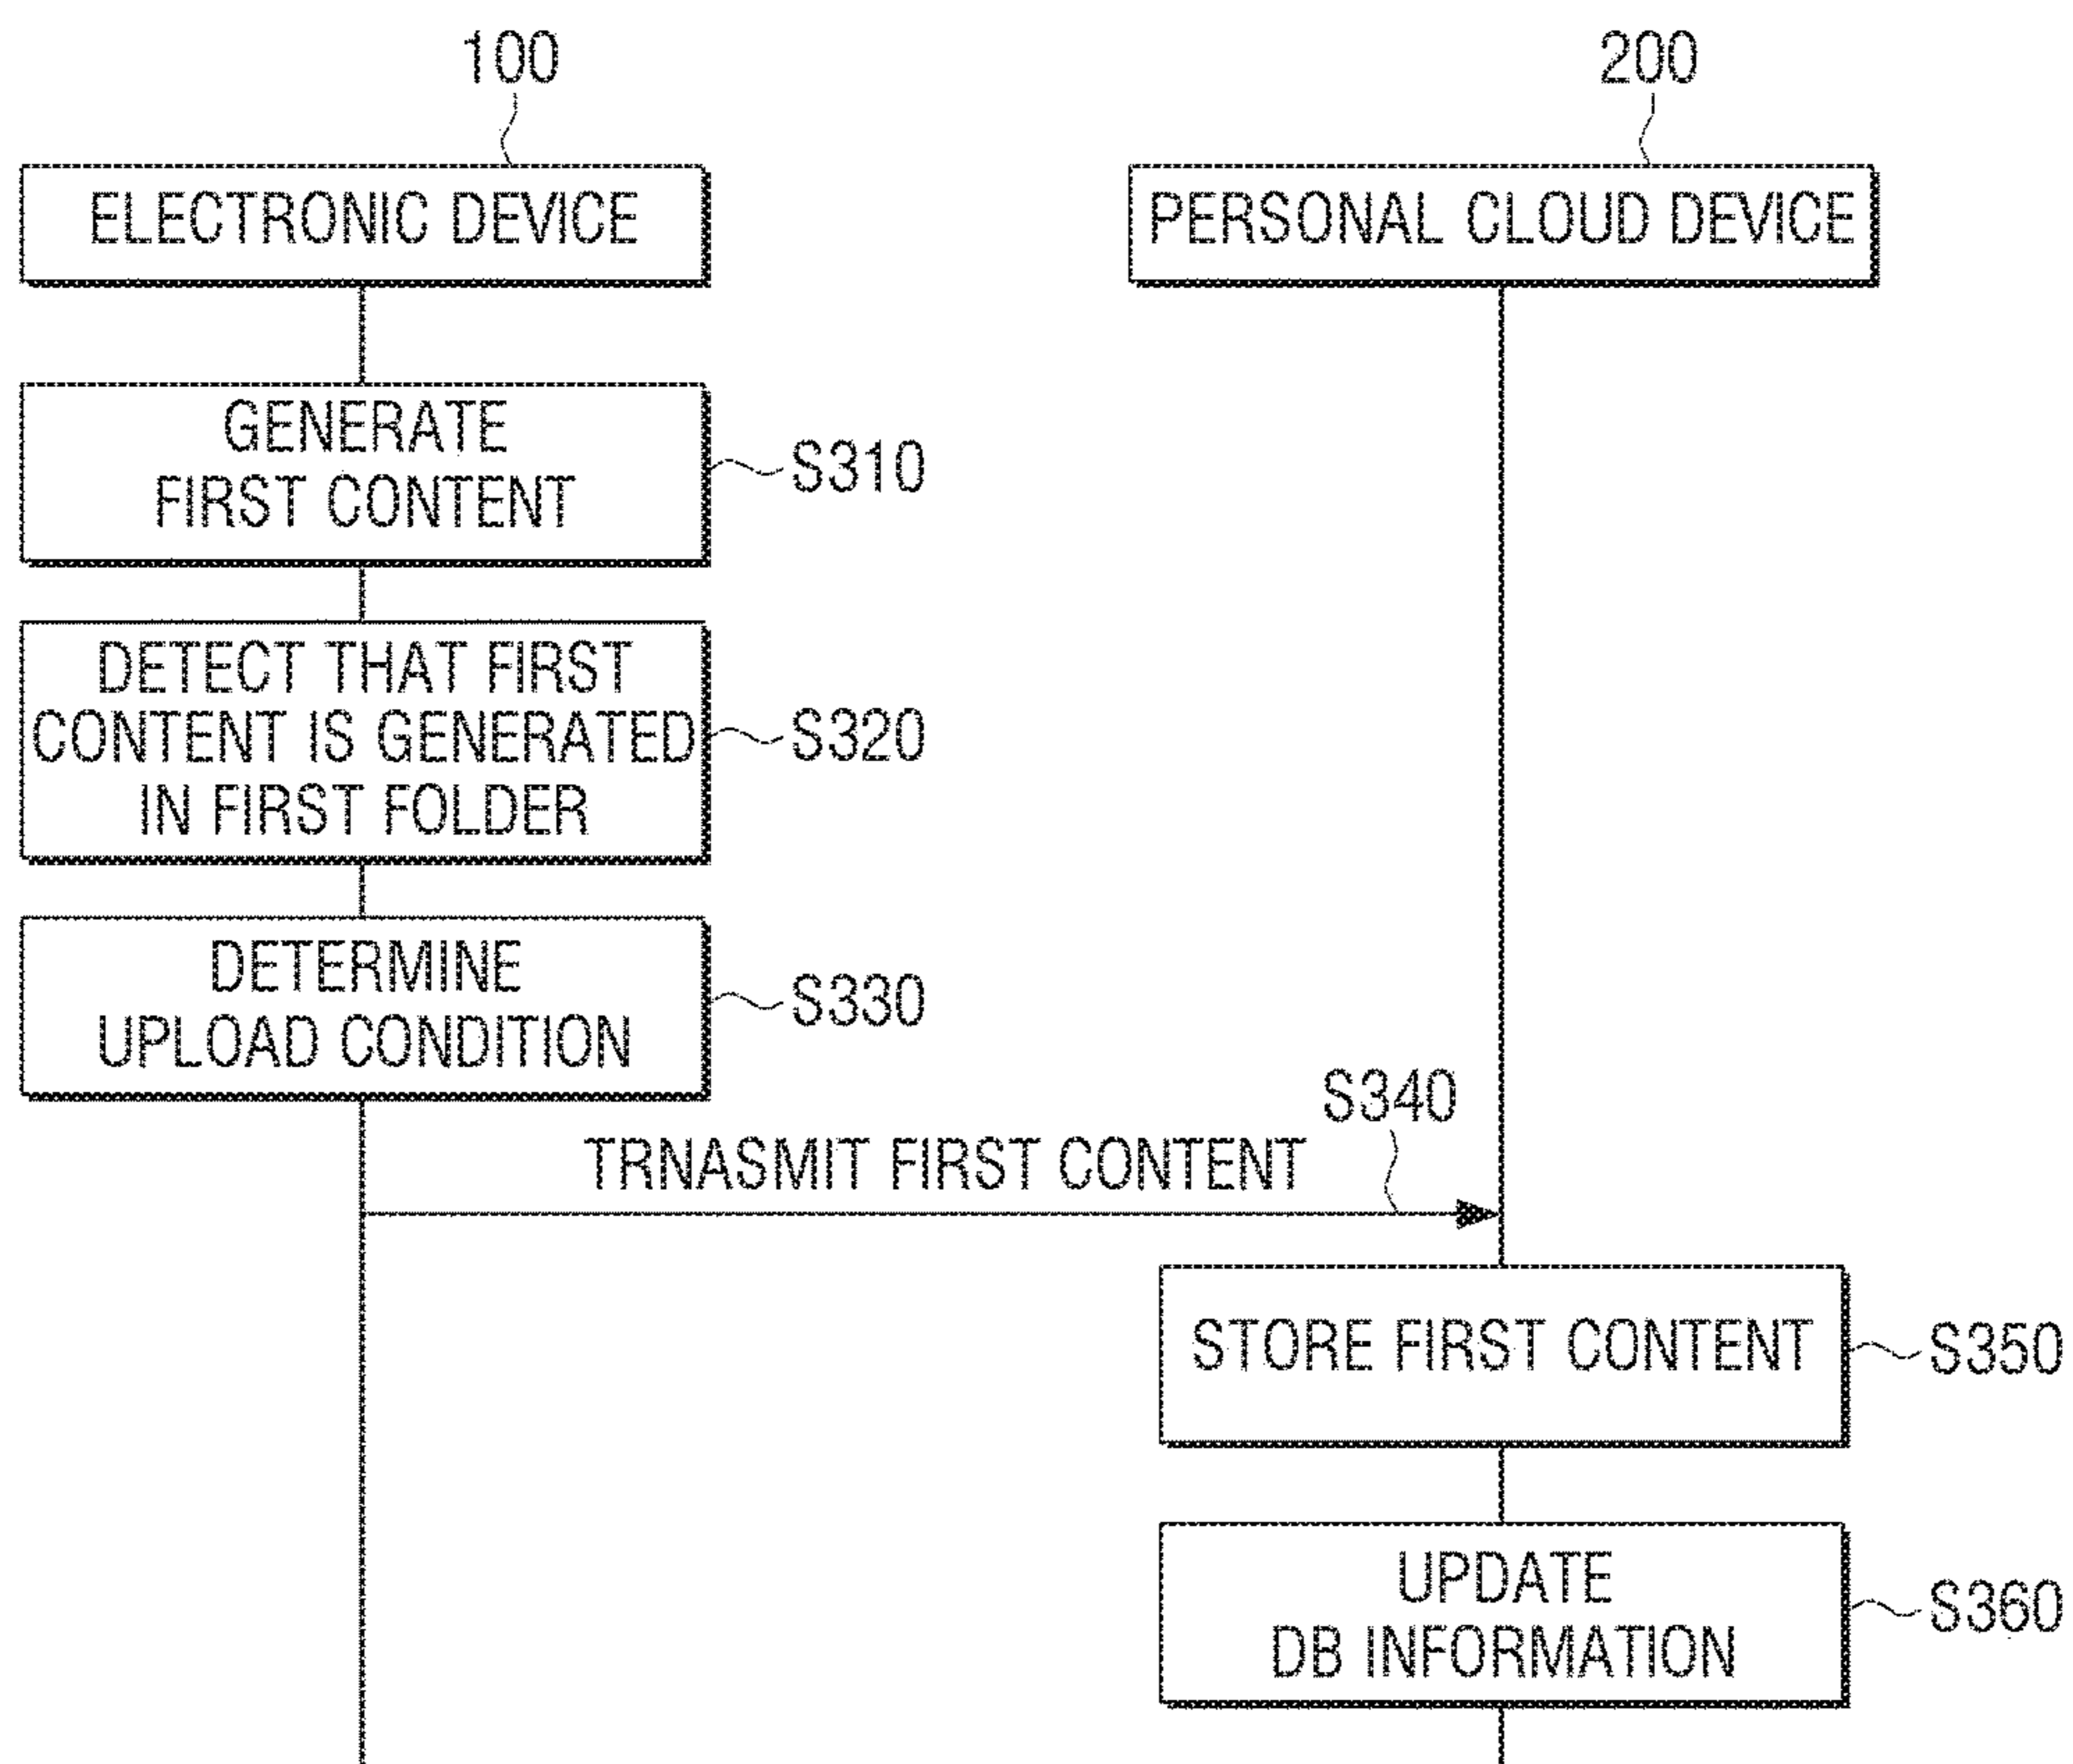 100
200
ELECTRONIC DEVICE
PERSONAL CLOUD DEVICE
GENERATE
FIRST CONTENT
S310
DETECT THAT FIRST
CONTENT IS GENERATED
IN FIRST FOLDER
S320
DETERMINE
UPLOAD CONDITION
S330
S340
TRNASMIT FIRST CONTENT
STORE FIRST CONTENT
S350
UPDATE
DB INFORMATION
S360